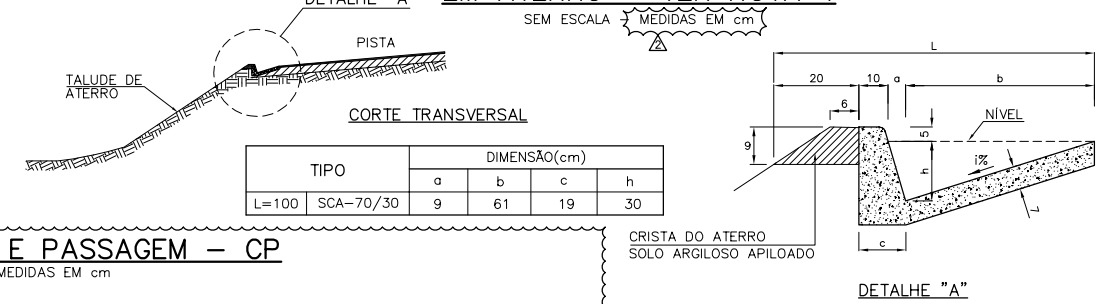 DETALHE "A"
SEM ESCALA - MEDIDAS EM cm
2
PISTA
TALUDE DE
ATERRO
CORTE TRANSVERSAL
TIPO DIMENSÃO(cm)
a b c h
L=100 SCA-70/30 9 61 19 30
E PASSAGEM - CP
MEDIDAS EM cm
L
20 10 a b
6
9
5
NÍVEL
h
i%
7
c
CRISTA DO ATERRO
SOLO ARGILOSO APILOADO
DETALHE "A"